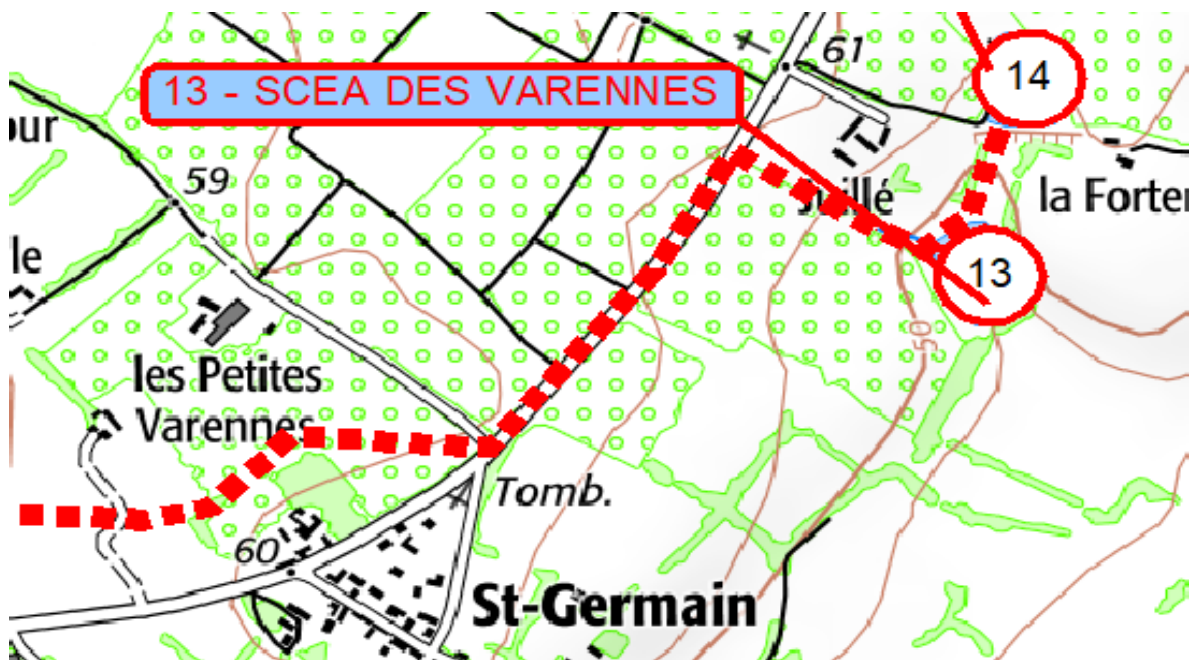 61
14
13 - SCEA DES VARENNES
our
59
Juillé
la Forter
le
13
50
les Petites
Varennes
Tomb.
60
St-Germain